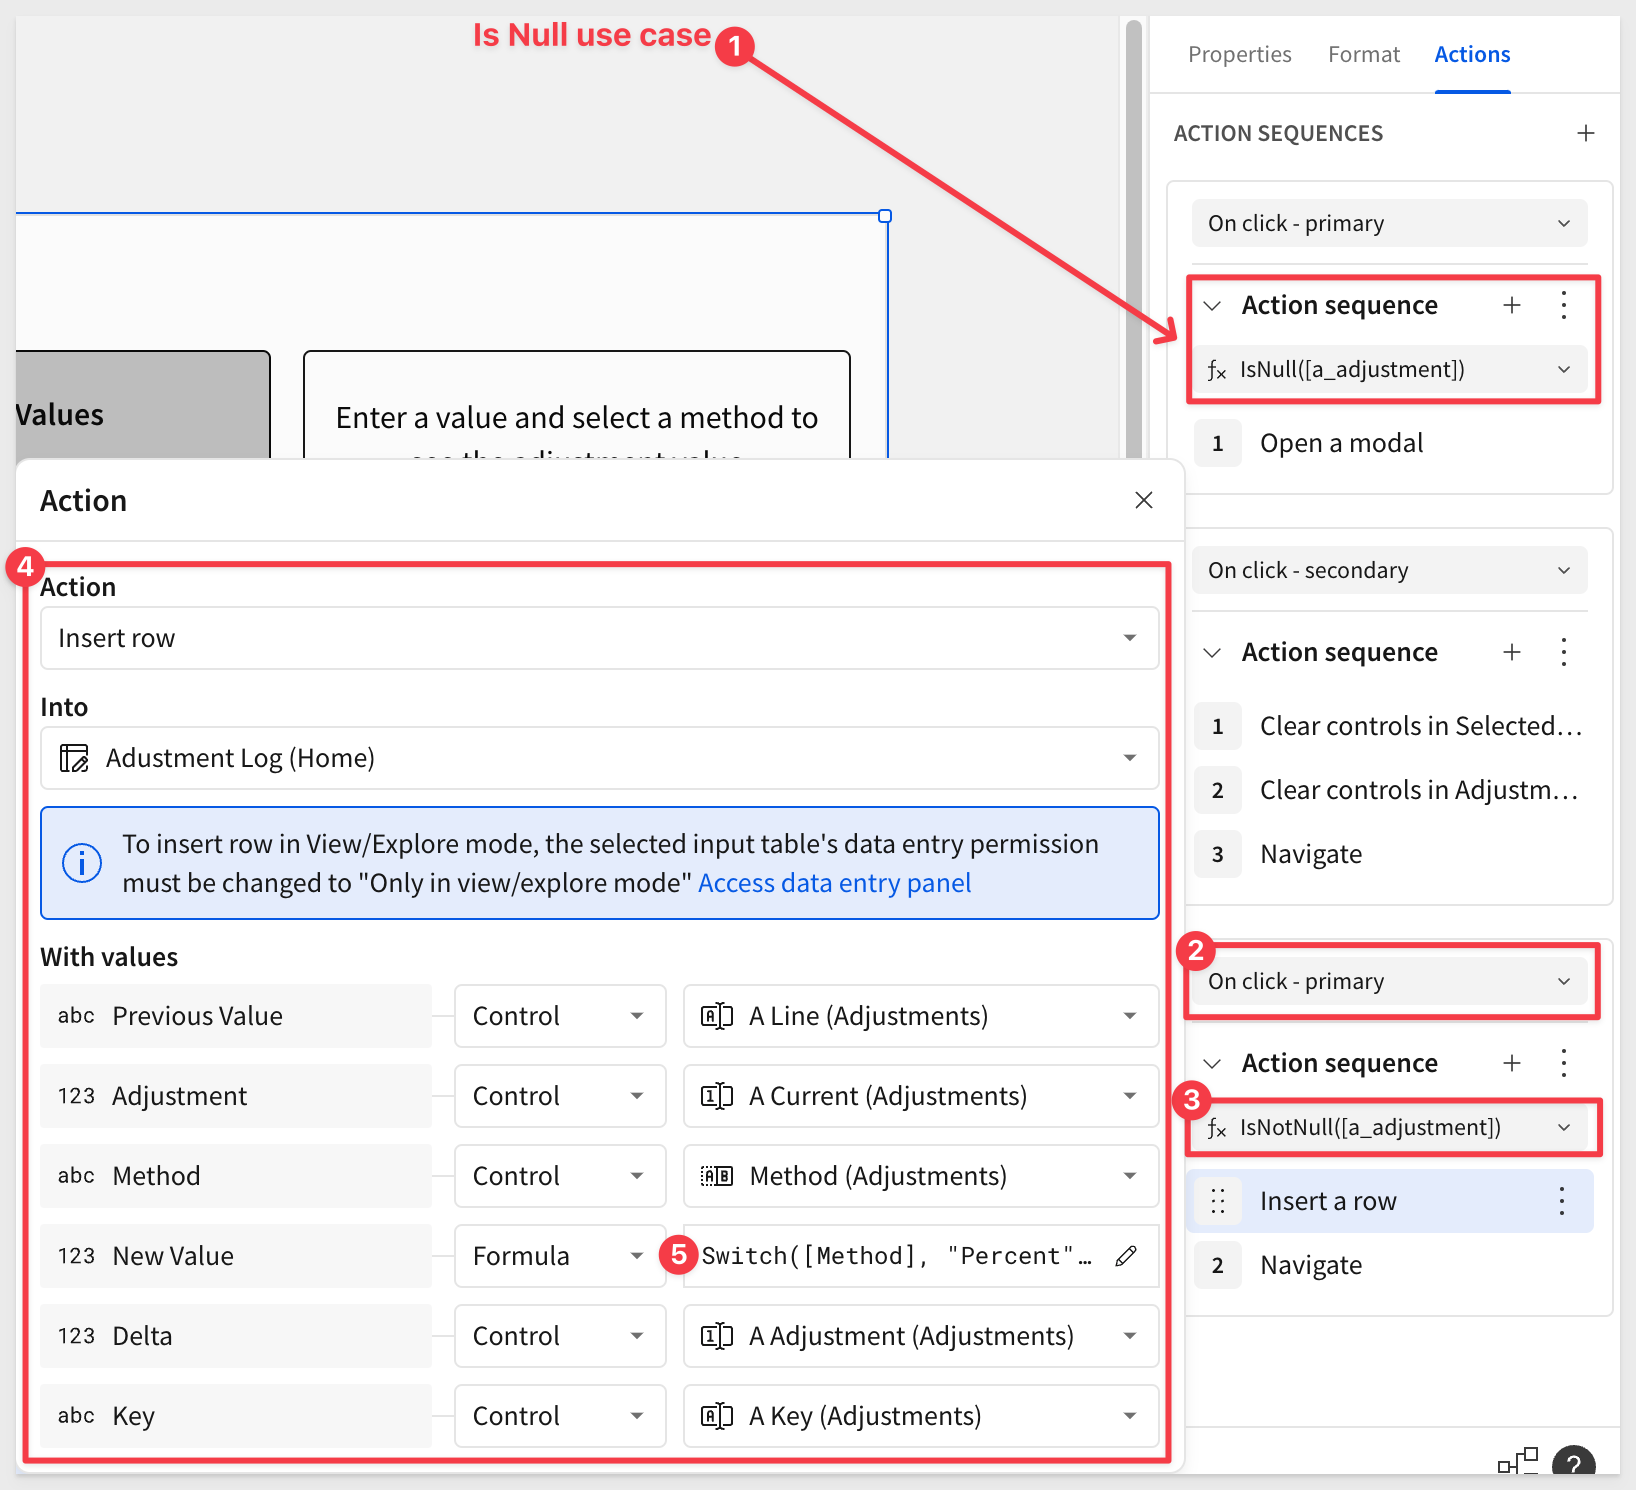 Is Null use case
1
Properties Format Actions
ACTION SEQUENCES +
On click - primary
Action sequence
fx IsNull([a_adjustment])
1 Open a modal
Values
Enter a value and select a method to
see the adjustment value
On click - secondary
Action sequence
1 Clear controls in Selected…
2 Clear controls in Adjustm…
3 Navigate
2
On click - primary
Action sequence
3
fx IsNotNull([a_adjustment])
Insert a row
2 Navigate
?
Action
4
Action
Insert row
Into
Adustment Log (Home)
To insert row in View/Explore mode, the selected input table's data entry permission
must be changed to "Only in view/explore mode" Access data entry panel
With values
abc Previous Value Control A Line (Adjustments)
123 Adjustment Control A Current (Adjustments)
abc Method Control Method (Adjustments)
123 New Value Formula 5 Switch([Method], "Percent"…
123 Delta Control A Adjustment (Adjustments)
abc Key Control A Key (Adjustments)